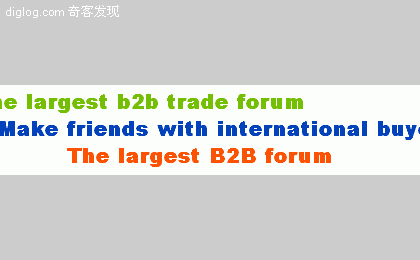 diglog.com 奇客发现
he largest b2b trade forum
Make friends with international buy
The largest B2B forum